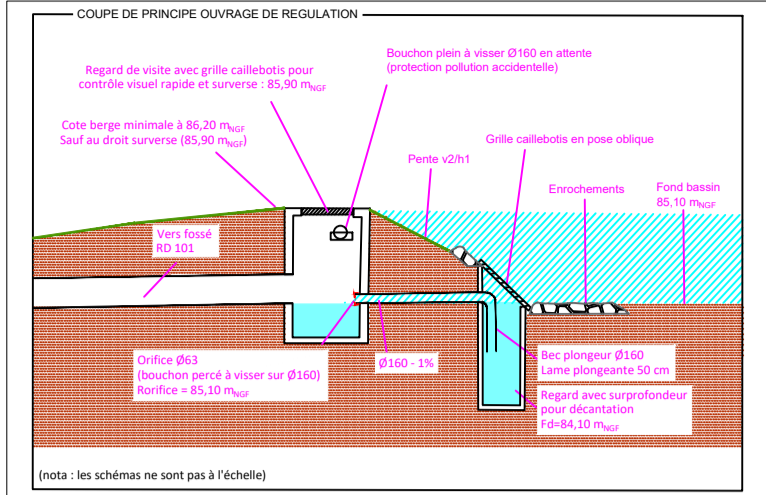 COUPE DE PRINCIPE OUVRAGE DE REGULATION
Bouchon plein à visser Ø160 en attente
(protection pollution accidentelle)
Regard de visite avec grille caillebotis pour
contrôle visuel rapide et surverse : 85,90 mNGF
Cote berge minimale à 86,20 mNGF
Sauf au droit surverse (85,90 mNGF)
Grille caillebotis en pose oblique
Pente v2/h1
Enrochements
Fond bassin
85,10 mNGF
Vers fossé
RD 101
Orifice Ø63
(bouchon percé à visser sur Ø160)
Rorifice = 85,10 mNGF
Ø160 - 1%
Bec plongeur Ø160
Lame plongeante 50 cm
Regard avec surprofondeur
pour décantation
Fd=84,10 mNGF
(nota : les schémas ne sont pas à l'échelle)